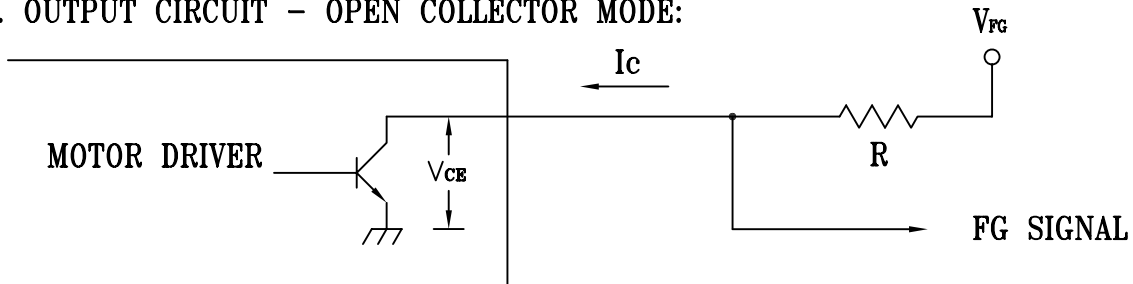 . OUTPUT CIRCUIT – OPEN COLLECTOR MODE:
VFG
Ic
MOTOR DRIVER
VCE
R
FG SIGNAL